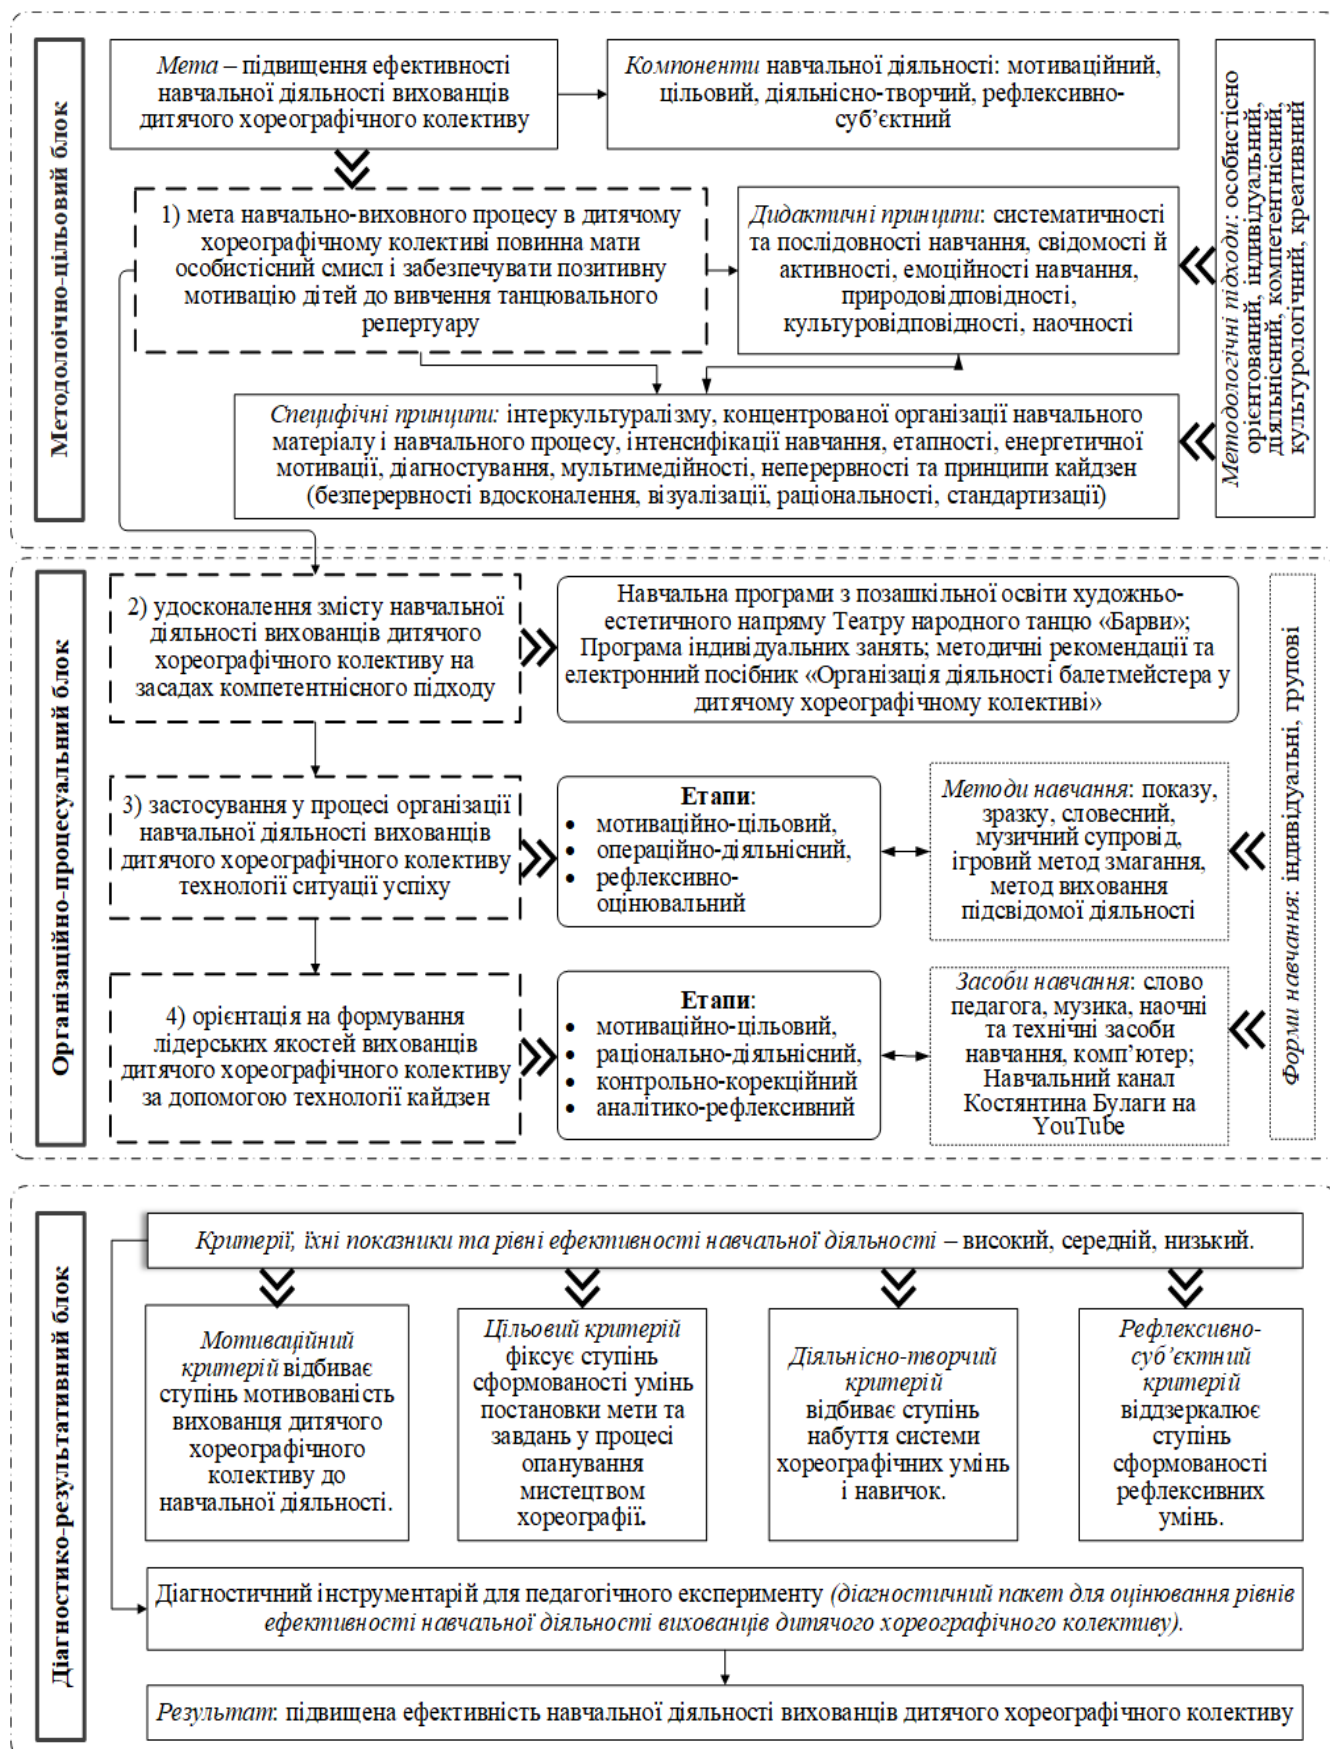 Методоіічно-цільовий блок
Мета – підвищення ефективності
навчальної діяльності вихованців
дитячого хореографічного колективу
Компоненти навчальної діяльності: мотиваційний,
цільовий, діяльнісно-творчий, рефлексивно-
суб’єктний
1) мета навчально-виховного процесу в дитячому
хореографічному колективі повинна мати
особистісний смисл і забезпечувати позитивну
мотивацію дітей до вивчення танцювального
репертуару
Дидактичні принципи: систематичності
та послідовності навчання, свідомості й
активності, емоційності навчання,
природовідповідності,
культуровідповідності, наочності
Методологічні підходи: особистісно
орієнтований, індивідуальний,
діяльнісний, компетентнісний,
культурологічний, креативний
Специфічні принципи: інтеркультуралізму, концентрованої організації навчального
матеріалу і навчального процесу, інтенсифікації навчання, етапності, енергетичної
мотивації, діагностування, мультимедійності, неперервності та принципи кайдзен
(безперервності вдосконалення, візуалізації, раціональності, стандартизації)
Організаційно-процесуальний блок
2) удосконалення змісту навчальної
діяльності вихованців дитячого
хореографічного колективу на
засадах компетентнісного підходу
Навчальна програми з позашкільної освіти художньо-
естетичного напряму Театру народного танцю «Барви»;
Програма індивідуальних занять; методичні рекомендації та
електронний посібник «Організація діяльності балетмейстера у
дитячому хореографічному колективі»
3) застосування у процесі організації
навчальної діяльності вихованців
дитячого хореографічного колективу
технології ситуації успіху
Етапи:
• мотиваційно-цільовий,
• операційно-діяльнісний,
• рефлексивно-
оцінювальний
Методи навчання: показу,
зразку, словесний,
музичний супровід,
ігровий метод змагання,
метод виховання
підсвідомої діяльності
Форми навчання: індивідуальні, групові
4) орієнтація на формування
лідерських якостей вихованців
дитячого хореографічного колективу
за допомогою технології кайдзен
Етапи:
• мотиваційно-цільовий,
• раціонально-діяльнісний,
• контрольно-корекційний
• аналітико-рефлексивний
Засоби навчання: слово
педагога, музика, наочні
та технічні засоби
навчання, комп’ютер;
Навчальний канал
Костянтина Булаги на
YouTube
Діагностико-результативний блок
Критерії, їхні показники та рівні ефективності навчальної діяльності – високий, середній, низький.
Мотиваційний
критерій відбиває
ступінь мотивованість
вихованця дитячого
хореографічного
колективу до
навчальної діяльності.
Цільовий критерій
фіксує ступінь
сформованості умінь
постановки мети та
завдань у процесі
опанування
мистецтвом
хореографії.
Діяльнісно-творчий
критерій
відбиває ступінь
набуття системи
хореографічних умінь
і навичок.
Рефлексивно-
суб’єктний
критерій
віддзеркалює
ступінь
сформованості
рефлексивних
умінь.
Діагностичний інструментарій для педагогічного експерименту (діагностичний пакет для оцінювання рівнів
ефективності навчальної діяльності вихованців дитячого хореографічного колективу).
Результат: підвищена ефективність навчальної діяльності вихованців дитячого хореографічного колективу